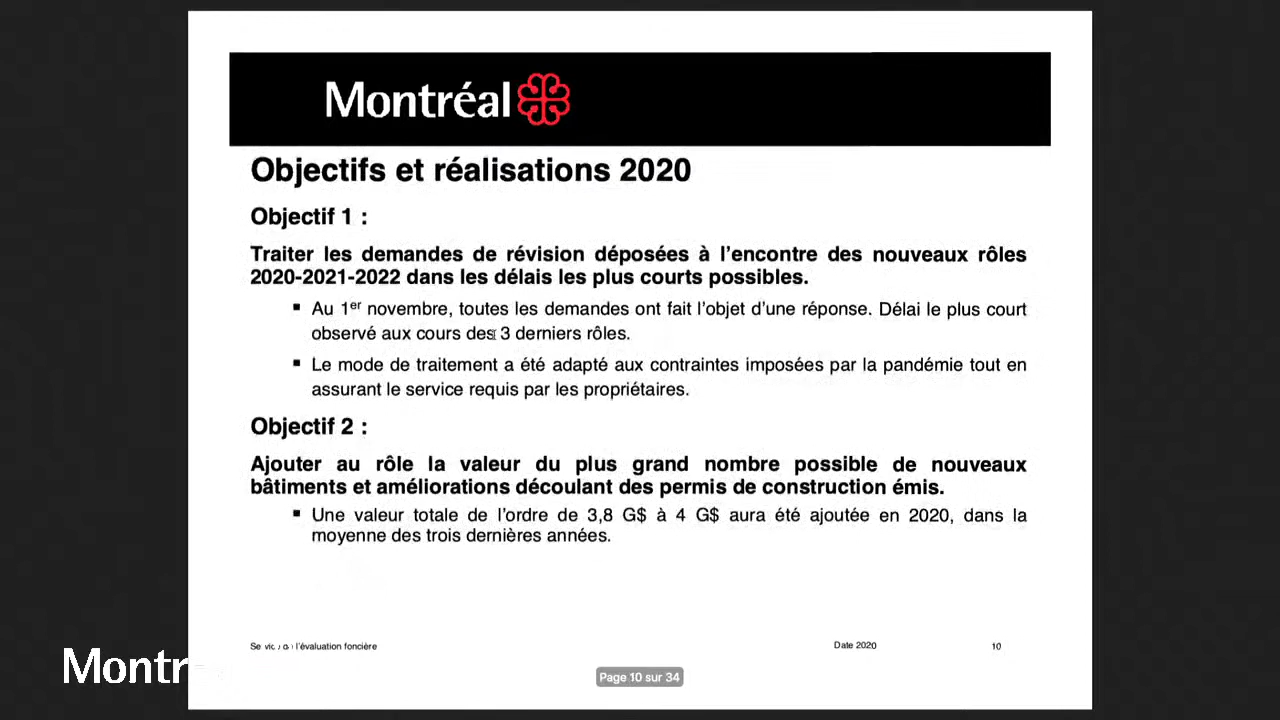 Montréal
Objectifs et réalisations 2020
Objectif 1 :
Traiter les demandes de révision déposées à l'encontre des nouveaux rôles
2020-2021-2022 dans les délais les plus courts possibles.
▪ Au 1er novembre, toutes les demandes ont fait l'objet d'une réponse. Délai le plus court
observé aux cours des 3 derniers rôles.
▪ Le mode de traitement a été adapté aux contraintes imposées par la pandémie tout en
assurant le service requis par les propriétaires.
Objectif 2 :
Ajouter au rôle la valeur du plus grand nombre possible de nouveaux
bâtiments et améliorations découlant des permis de construction émis.
▪ Une valeur totale de l'ordre de 3,8 G$ à 4 G$ aura été ajoutée en 2020, dans la
moyenne des trois dernières années.
l'évaluation foncière
Date 2020
10
Montr
Page 10 sur 34